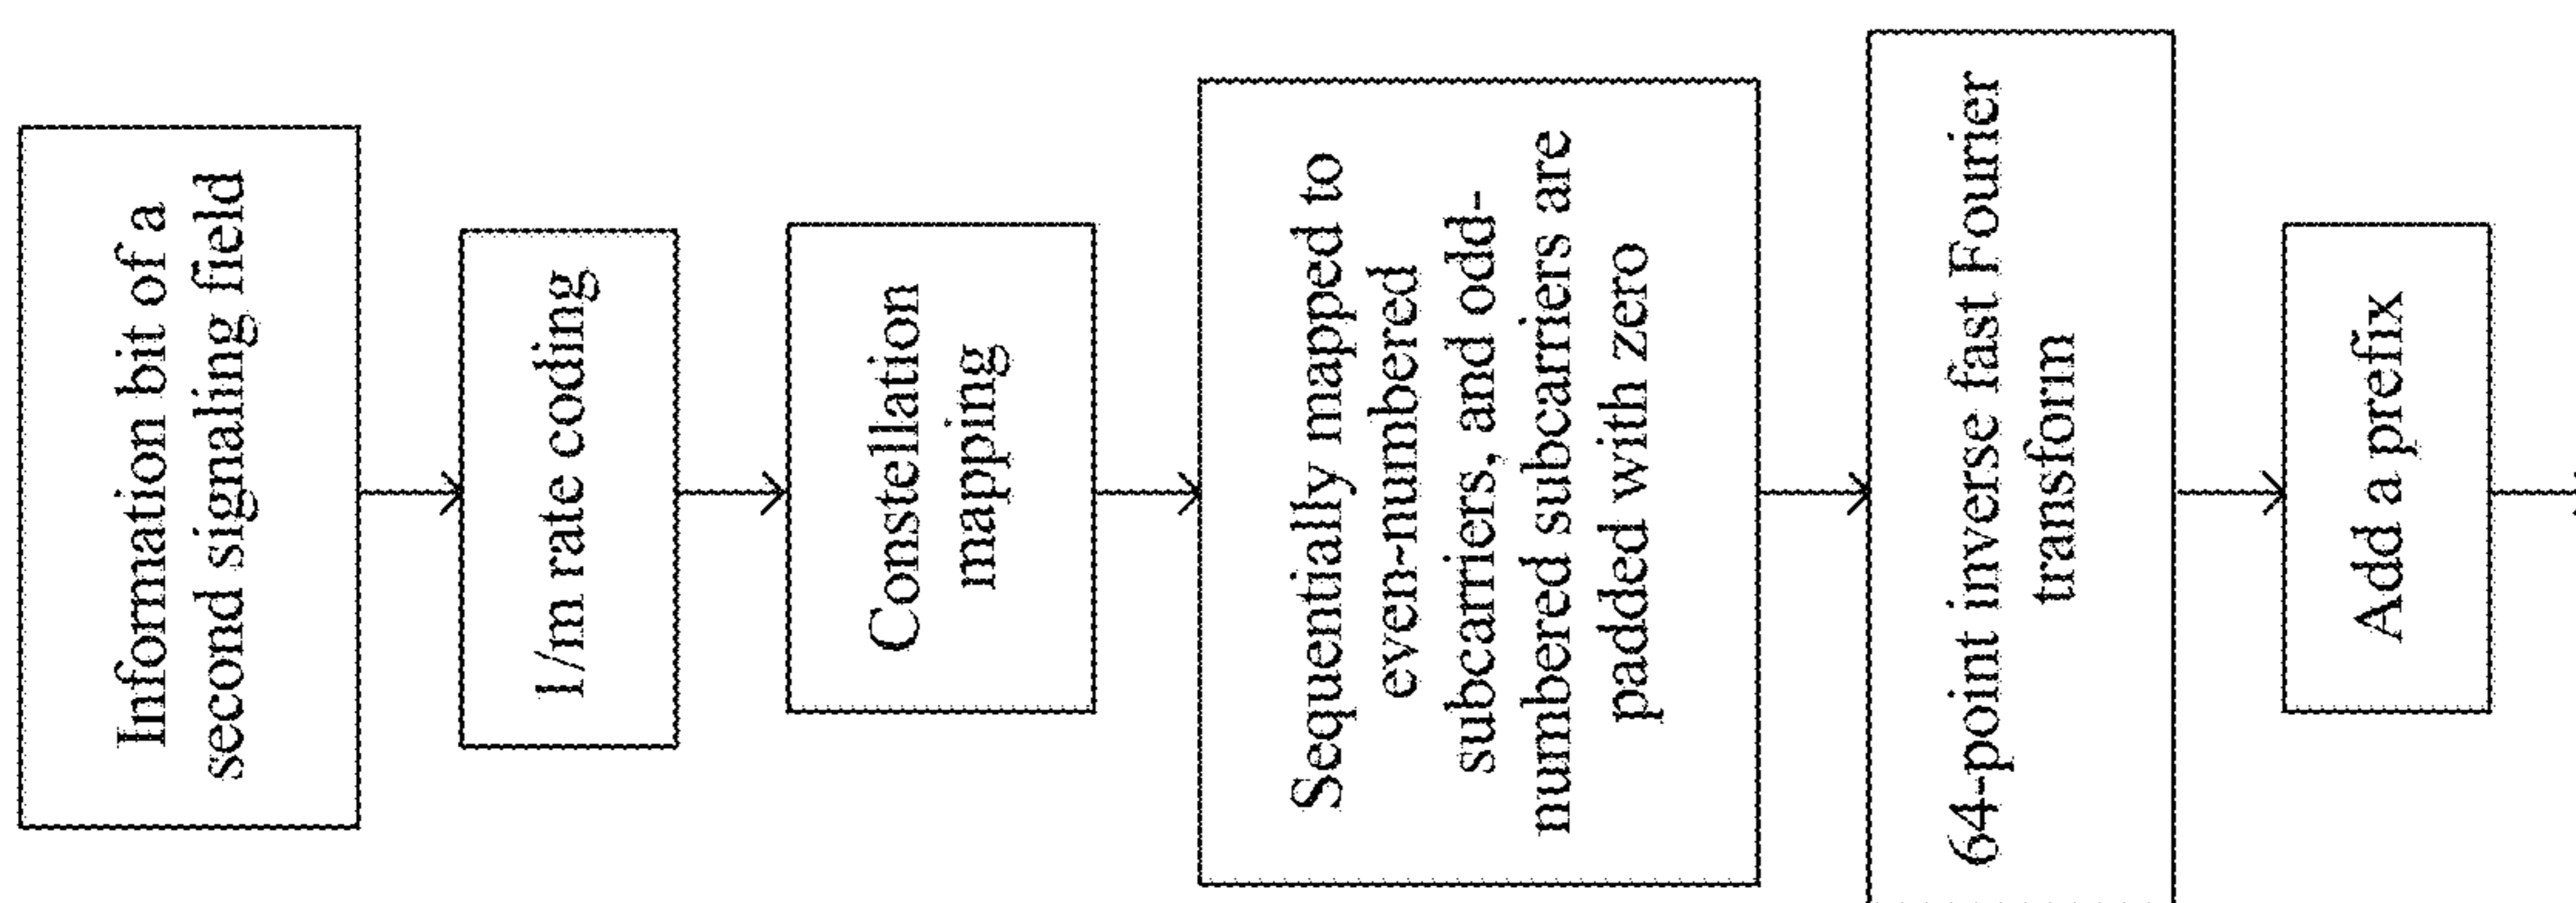 Information bit of a
second signaling field
1/m rate coding
Constellation
mapping
Sequentially mapped to
even-numbered
subcarriers, and odd-
numbered subcarriers are
padded with zero
64-point inverse fast Fourier
transform
Add a prefix